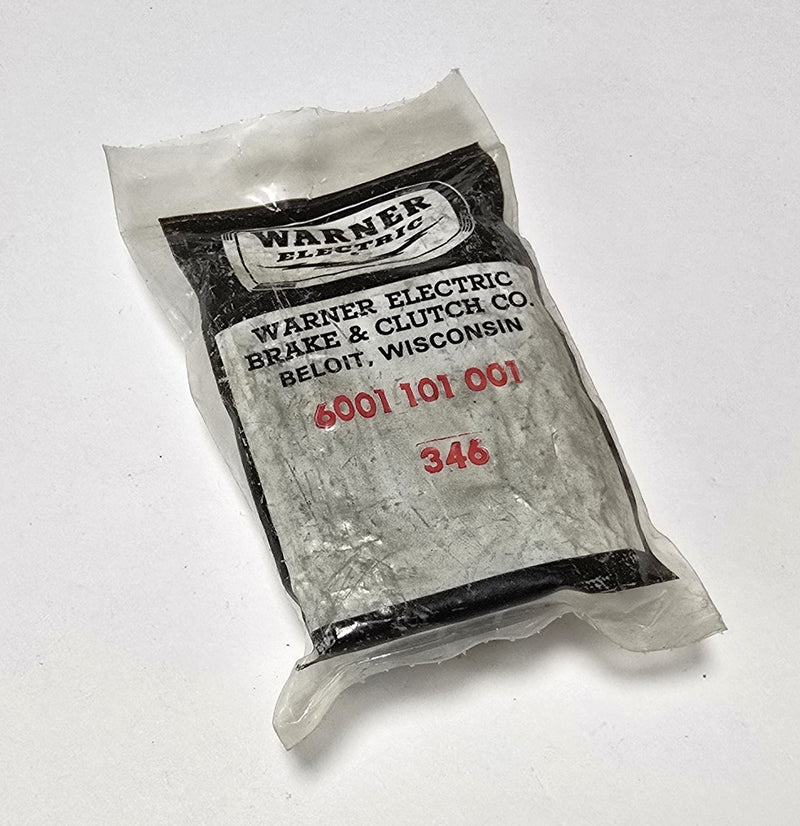 WARNER
ELECTRIC
WARNER ELECTRIC
BRAKE & CLUTCH CO.
BELOIT, WISCONSIN
6001 101 001
346